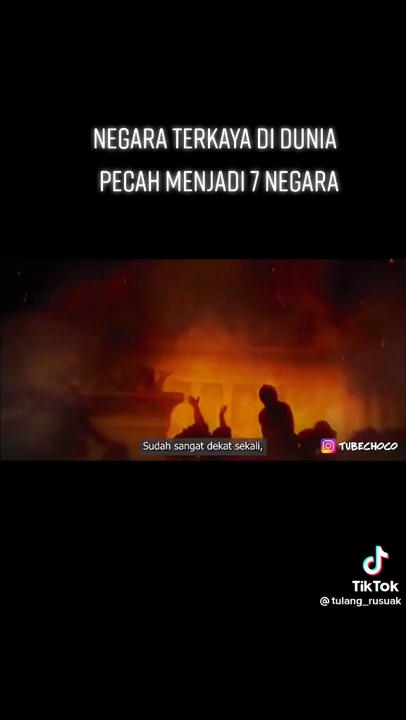 NEGARA TERKAYA DI DUNIA
PECAH MENJADI 7 NEGARA
Sudah sangat dekat sekali,
TUBECHOCO
TikTok
@tulang_rusuak